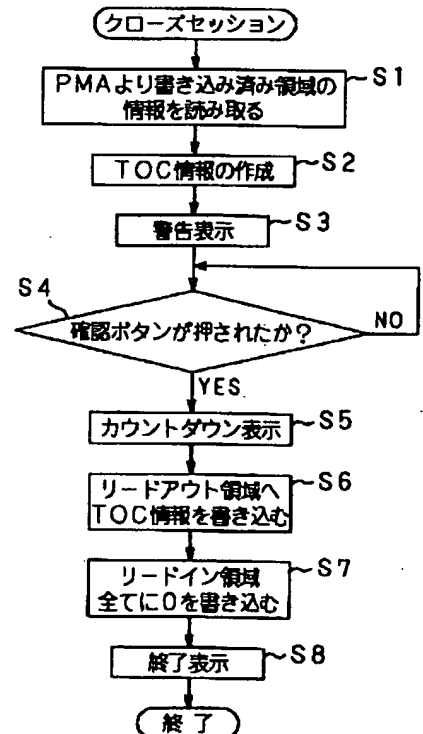 クローズセッション
PMAより書き込み済み領域の
情報を読み取る
S1
TOC情報の作成
S2
警告表示
S3
S4
確認ボタンが押されたか?
NO
YES
カウントダウン表示
S5
リードアウト領域へ
TOC情報を書き込む
S6
リードイン領域
全てに0を書き込む
S7
終了表示
S8
終了